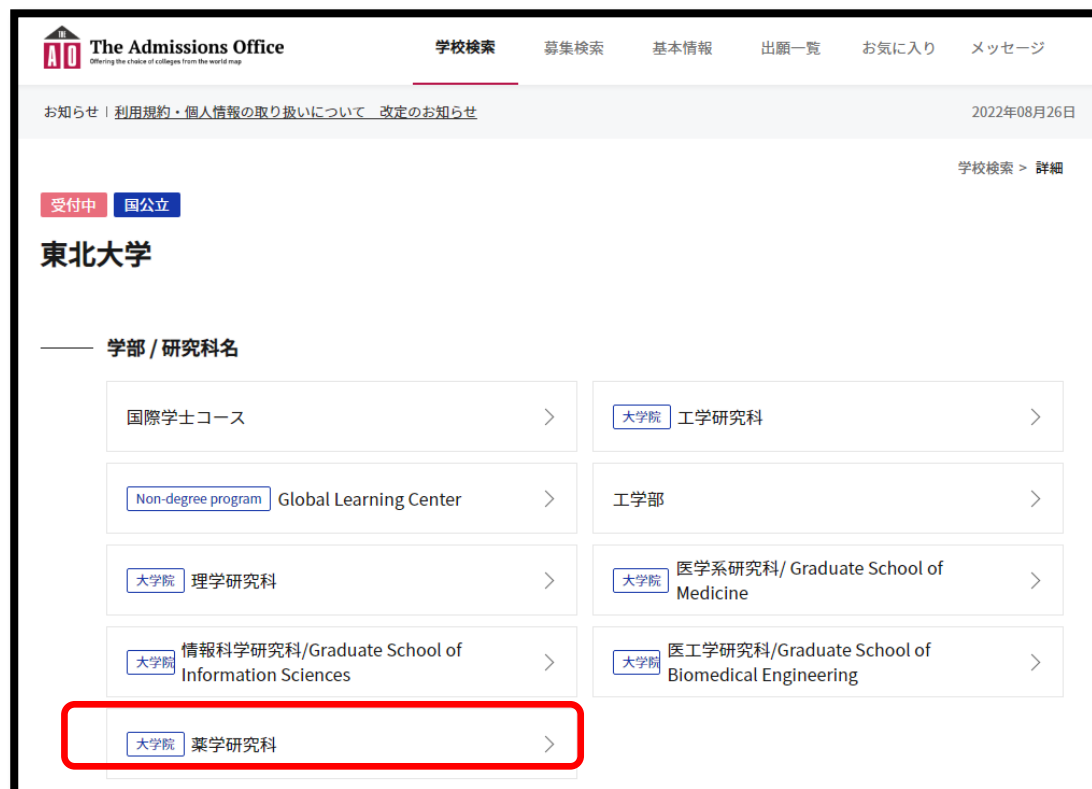 THE
AO
The Admissions Office
Offering the choice of colleges from the world map
学校検索
募集検索
基本情報
出願一覧
お気に入り
メッセージ
お知らせ | 利用規約・個人情報の取り扱いについて　改定のお知らせ
2022年08月26日
学校検索 > 詳細
受付中
国公立
東北大学
学部 / 研究科名
国際学士コース
大学院 工学研究科
Non-degree program Global Learning Center
工学部
大学院 理学研究科
大学院 医学系研究科/ Graduate School of
Medicine
大学院 情報科学研究科/Graduate School of
Information Sciences
大学院 医工学研究科/Graduate School of
Biomedical Engineering
大学院 薬学研究科